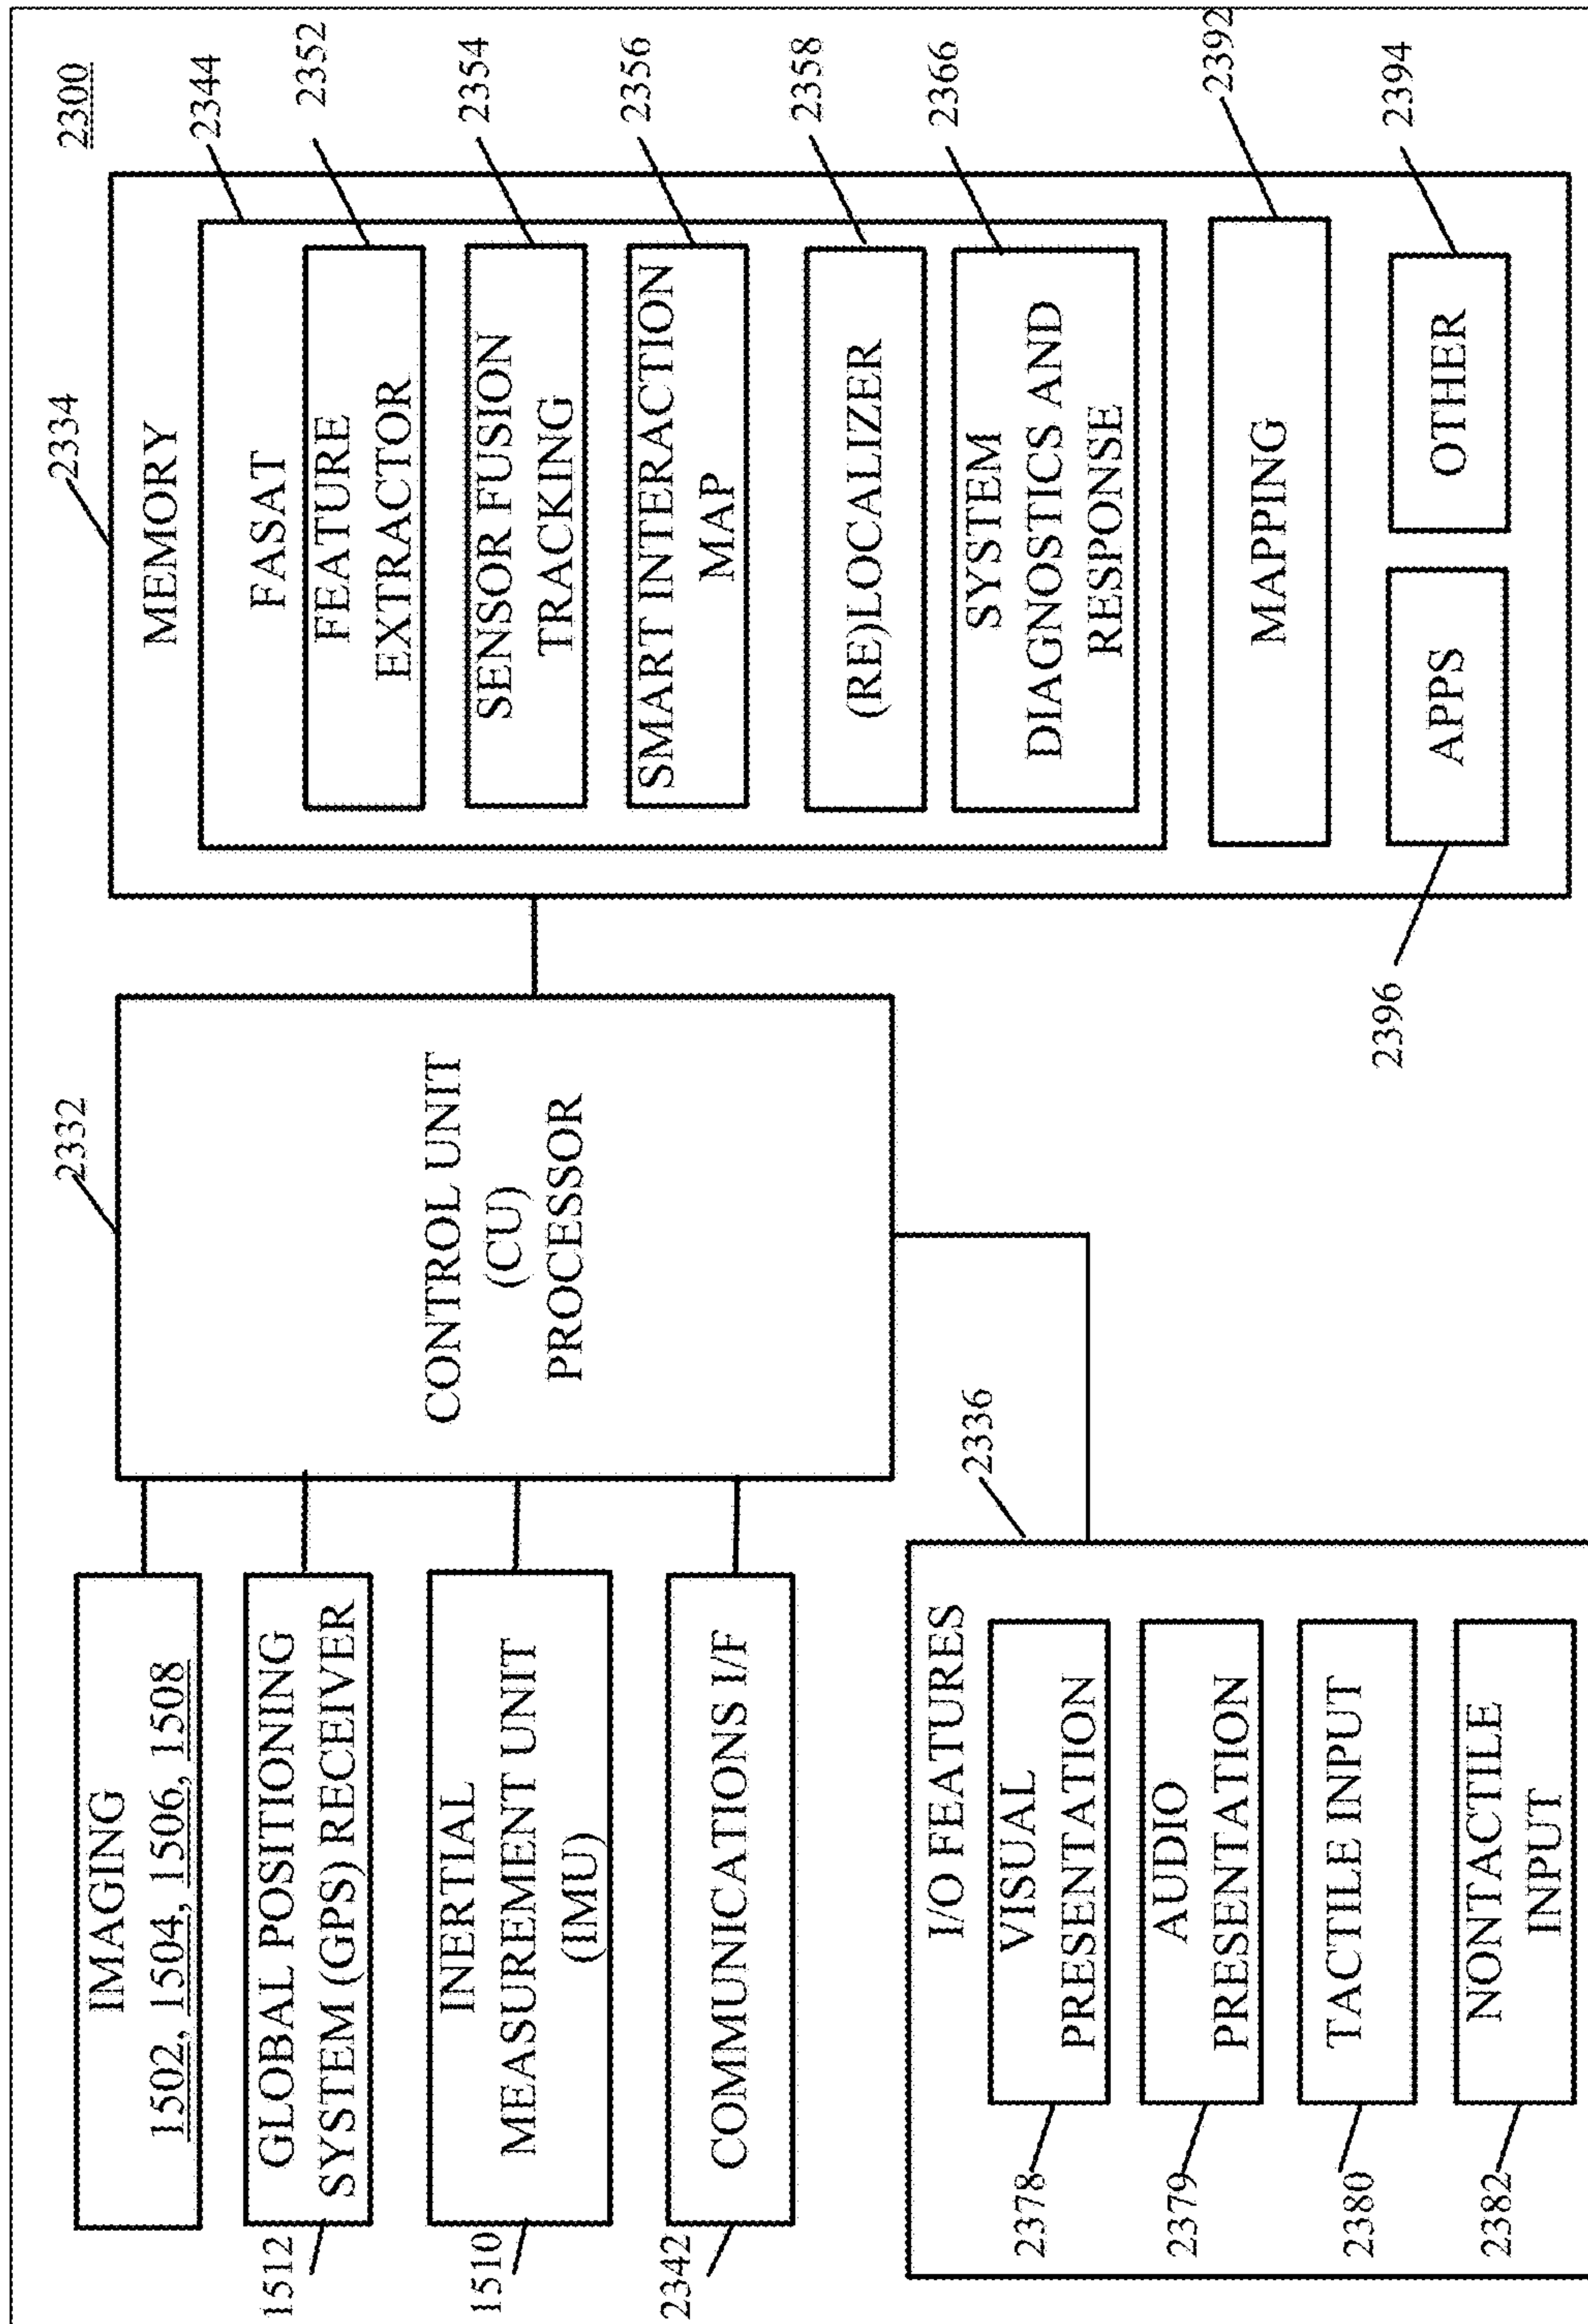 2300
IMAGING
1502, 1504, 1506, 1508
1512
GLOBAL POSITIONING
SYSTEM (GPS) RECEIVER
1510
INERTIAL
MEASUREMENT UNIT
(IMU)
2342
COMMUNICATIONS I/F
2332
CONTROL UNIT
(CU)
PROCESSOR
2334
MEMORY
2344
FASAT
2352
FEATURE
EXTRACTOR
2354
SENSOR FUSION
TRACKING
2356
SMART INTERACTION
MAP
2358
(RE)LOCALIZER
2366
SYSTEM
DIAGNOSTICS AND
RESPONSE
2392
MAPPING
2396
APPS
OTHER
2394
2336
I/O FEATURES
2378
VISUAL
PRESENTATION
2379
AUDIO
PRESENTATION
2380
TACTILE INPUT
2382
NONTACTILE
INPUT